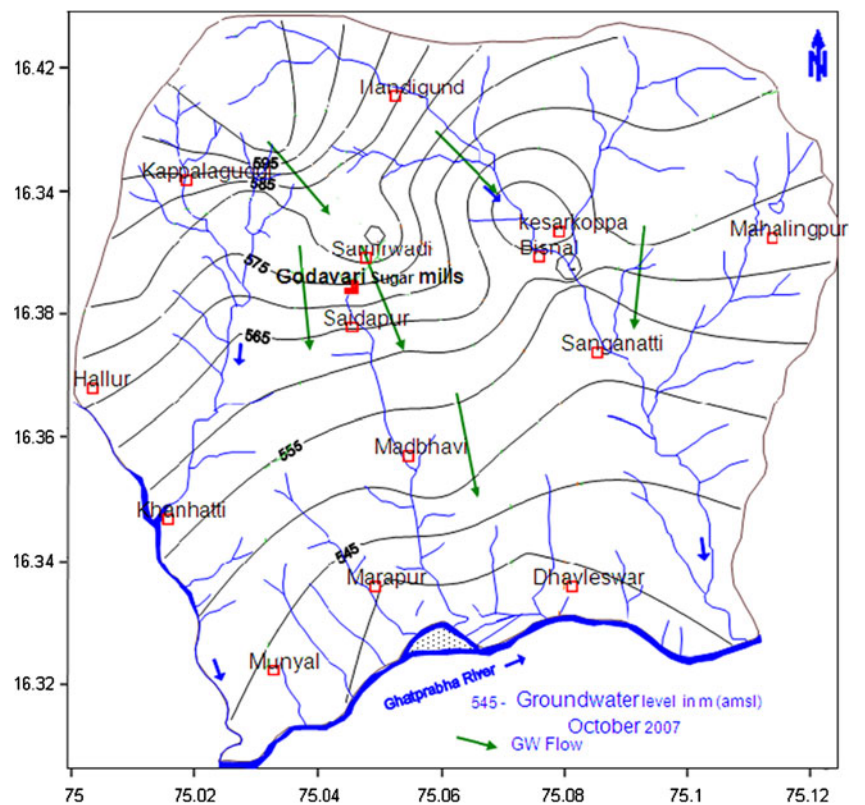 N
16.42
Handigund
595
Kappalaguddi
585
16.34
kesarkoppa
Mahalingpur
Bisnal
Samirwadi
575
Godavari Sugar mills
16.38
Saidapur
565
Sanganatti
Hallur
16.36
555
Madbhavi
Khanhatti
16.34
545
Marapur
Dhavleswar
Munyal
16.32
Ghatprabha River
545 - Groundwater level in m (amsl)
October 2007
GW Flow
75
75.02
75.04
75.06
75.08
75.1
75.12